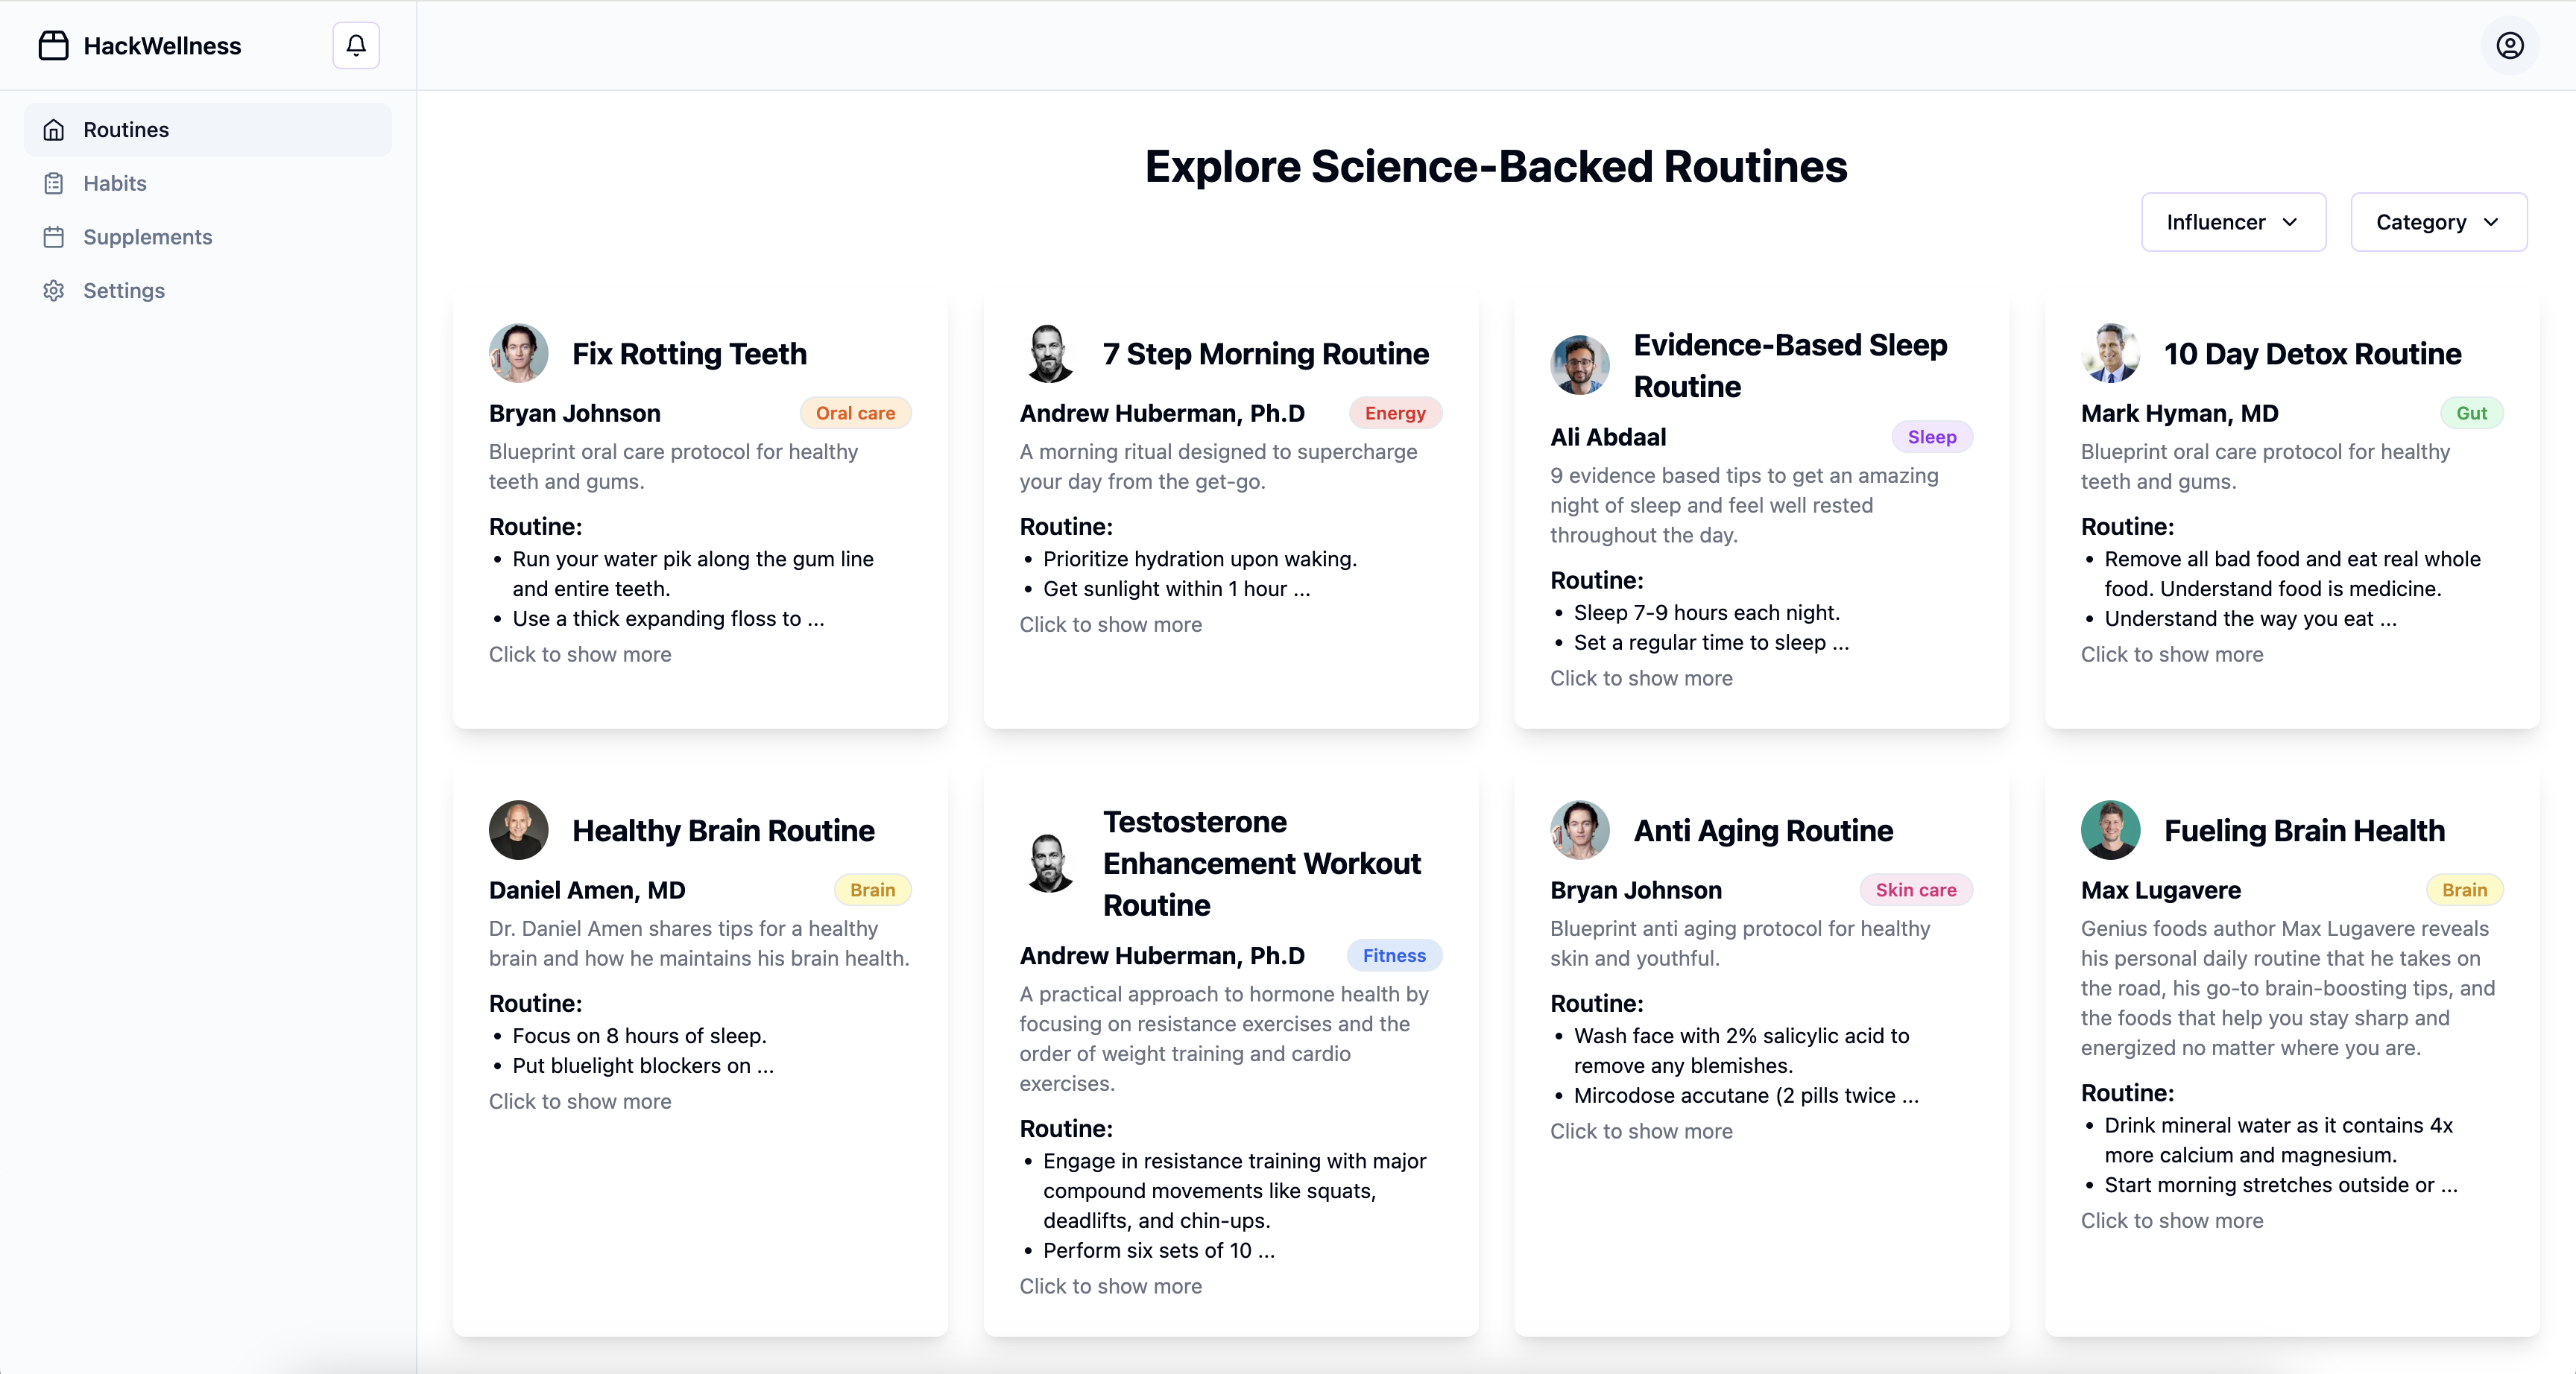 HackWellness
Routines
Habits
Supplements
Settings
Explore Science-Backed Routines
Influencer
Category
Fix Rotting Teeth
Bryan Johnson
Oral care
Blueprint oral care protocol for healthy
teeth and gums.
Routine:
• Run your water pik along the gum line
and entire teeth.
• Use a thick expanding floss to ...
Click to show more
7 Step Morning Routine
Andrew Huberman, Ph.D
Energy
A morning ritual designed to supercharge
your day from the get-go.
Routine:
• Prioritize hydration upon waking.
• Get sunlight within 1 hour ...
Click to show more
Evidence-Based Sleep
Routine
Ali Abdaal
Sleep
9 evidence based tips to get an amazing
night of sleep and feel well rested
throughout the day.
Routine:
• Sleep 7-9 hours each night.
• Set a regular time to sleep ...
Click to show more
10 Day Detox Routine
Mark Hyman, MD
Gut
Blueprint oral care protocol for healthy
teeth and gums.
Routine:
• Remove all bad food and eat real whole
food. Understand food is medicine.
• Understand the way you eat ...
Click to show more
Healthy Brain Routine
Daniel Amen, MD
Brain
Dr. Daniel Amen shares tips for a healthy
brain and how he maintains his brain health.
Routine:
• Focus on 8 hours of sleep.
• Put bluelight blockers on ...
Click to show more
Testosterone
Enhancement Workout
Routine
Andrew Huberman, Ph.D
Fitness
A practical approach to hormone health by
focusing on resistance exercises and the
order of weight training and cardio
exercises.
Routine:
• Engage in resistance training with major
compound movements like squats,
deadlifts, and chin-ups.
• Perform six sets of 10 ...
Click to show more
Anti Aging Routine
Bryan Johnson
Skin care
Blueprint anti aging protocol for healthy
skin and youthful.
Routine:
• Wash face with 2% salicylic acid to
remove any blemishes.
• Mircodose accutane (2 pills twice ...
Click to show more
Fueling Brain Health
Max Lugavere
Brain
Genius foods author Max Lugavere reveals
his personal daily routine that he takes on
the road, his go-to brain-boosting tips, and
the foods that help you stay sharp and
energized no matter where you are.
Routine:
• Drink mineral water as it contains 4x
more calcium and magnesium.
• Start morning stretches outside or ...
Click to show more